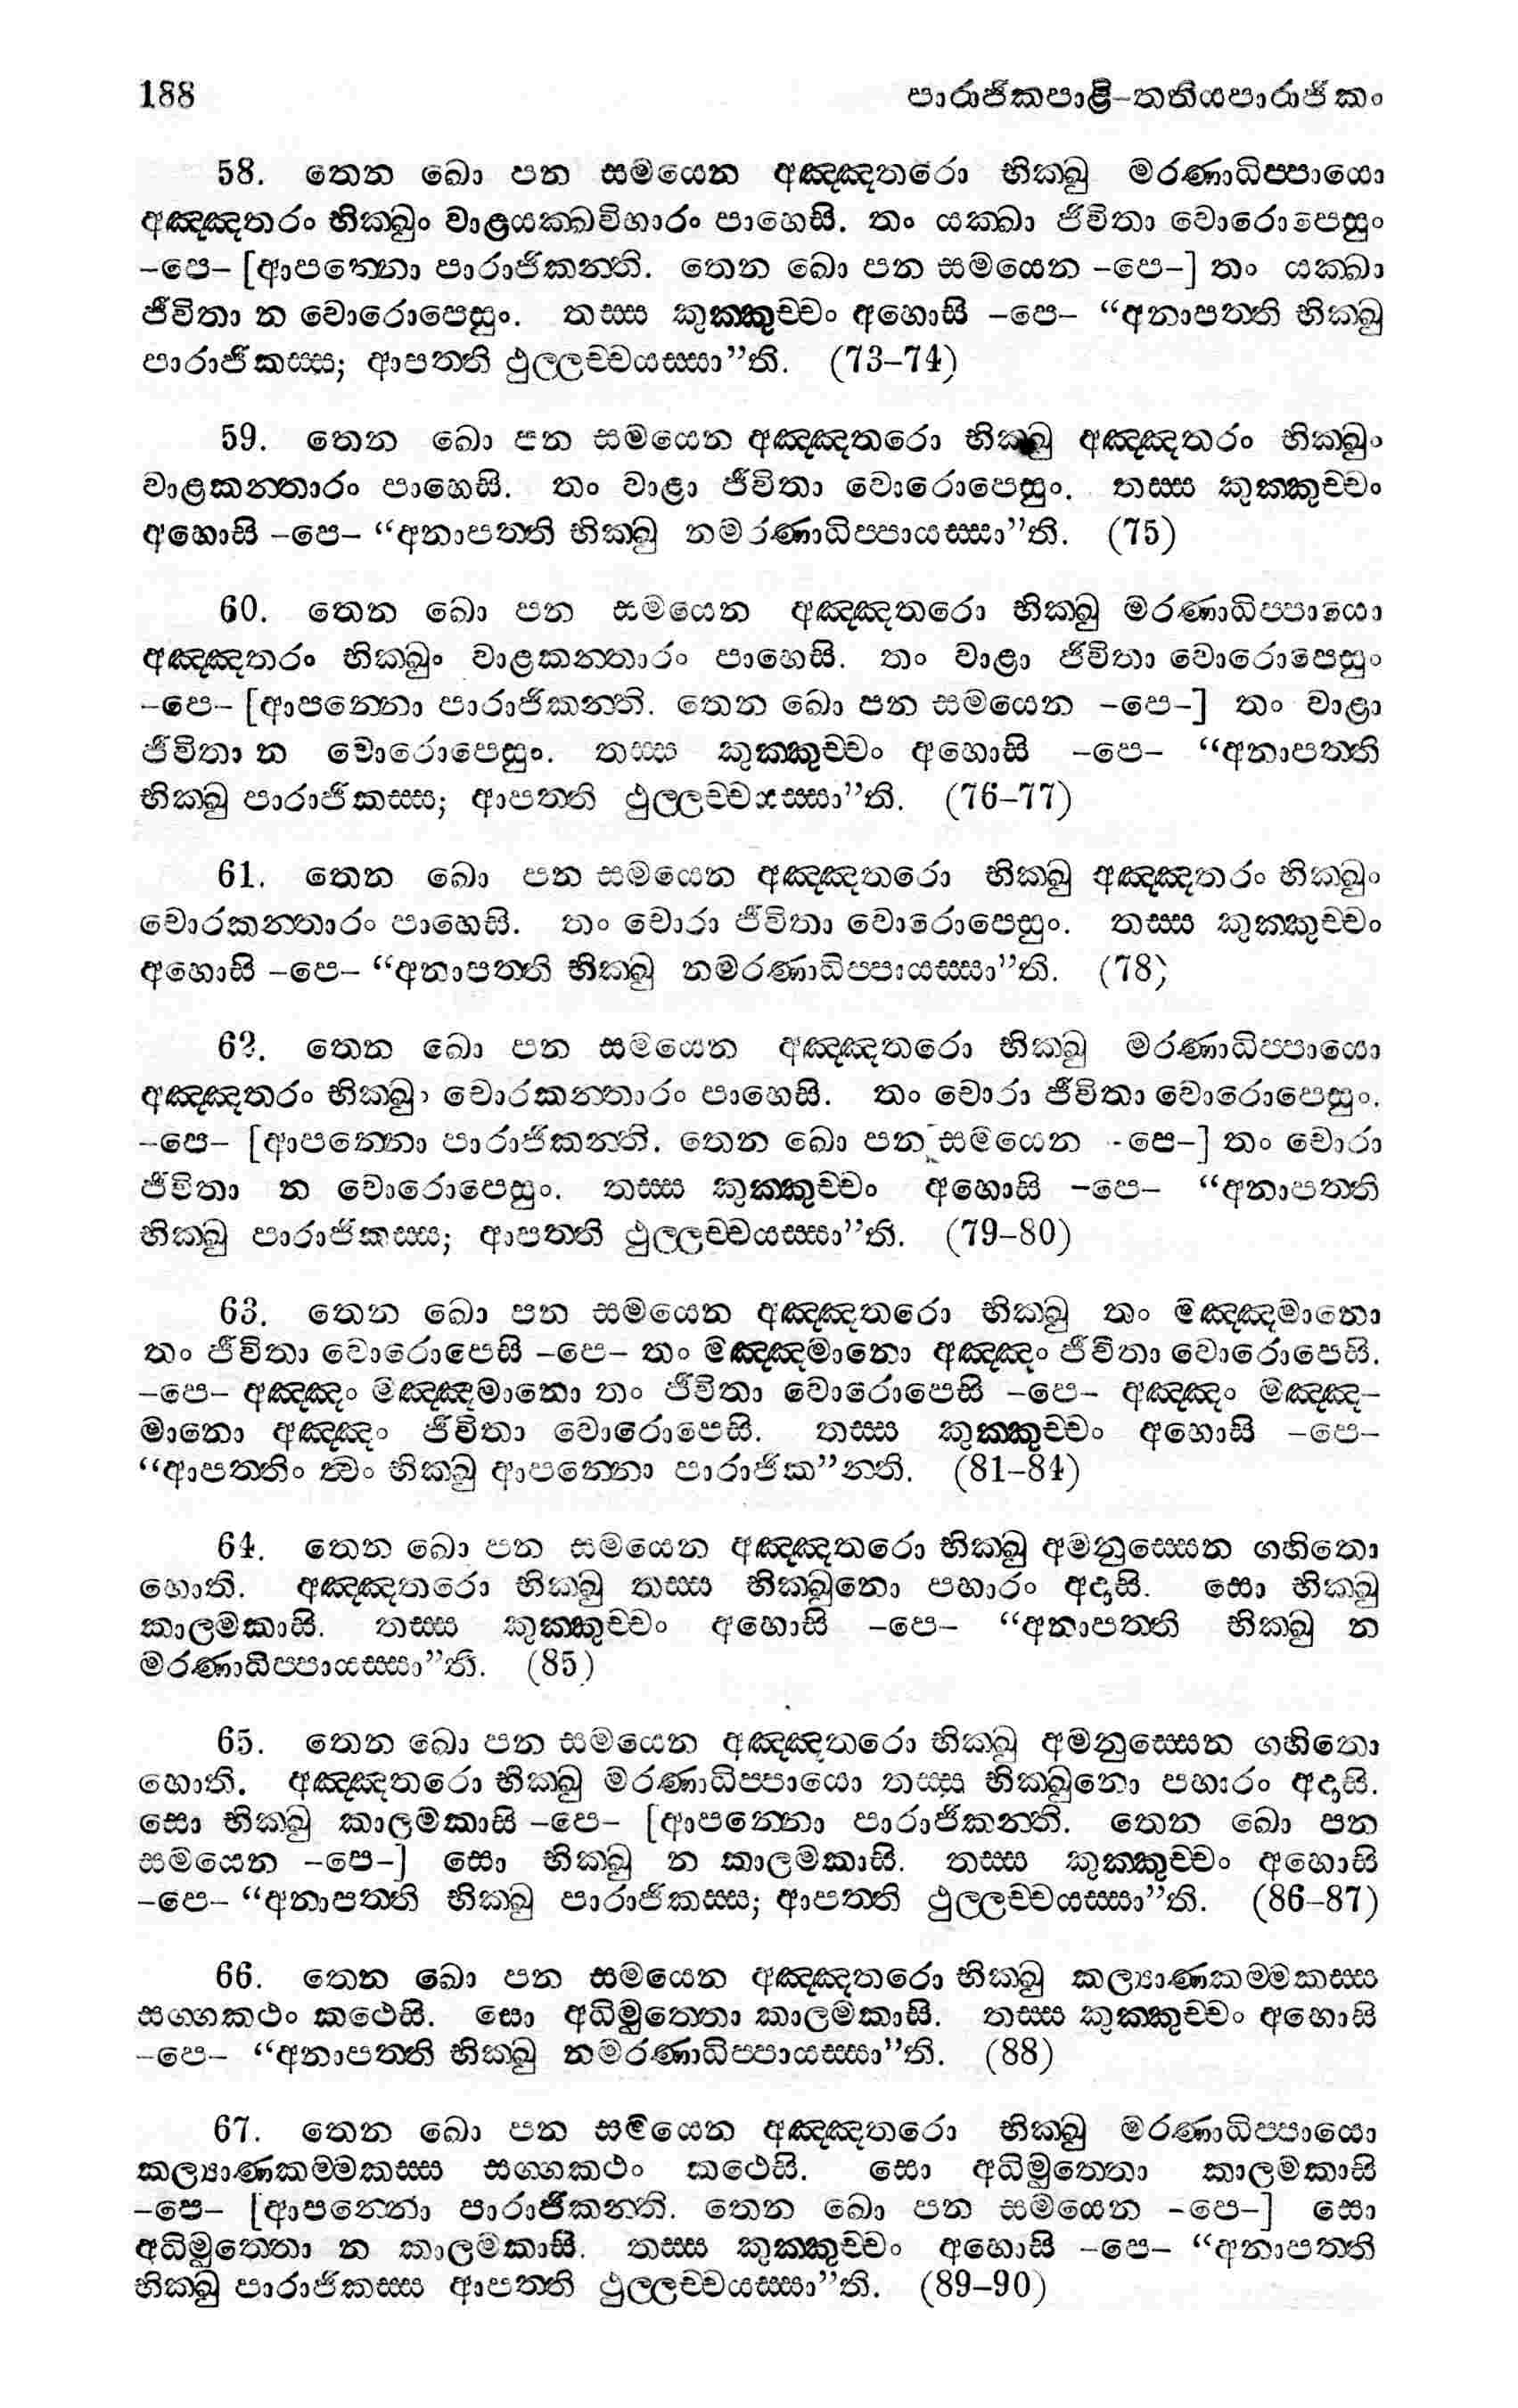 188 පාරාජිකපාළි–තතියපාරාජිකං
58. තෙන ඛො පන සමයෙන අඤ්ඤතරො භික්ඛු මරණාධිප්පායො
අඤ්ඤතරං භික්ඛුං වාළයක්ඛවිහාරං පාහෙසි. තං යක්ඛා ජීවිතා වොරොපෙසුං
–පෙ– [ආපන්නො පාරාජිකන්ති. තෙන ඛො පන සමයෙන –පෙ–] තං යක්ඛා
ජීවිතා න වොරොපෙසුං. තස්ස කුක්කුච්චං අහොසි –පෙ– “අනාපත්ති භික්ඛු
පාරාජිකස්ස; ආපත්ති ථුල්ලච්චයස්සා”ති. (73–74)
59. තෙන ඛො පන සමයෙන අඤ්ඤතරො භික්ඛු අඤ්ඤතරං භික්ඛුං
වාළකන්තාරං පාහෙසි. තං වාළා ජීවිතා වොරොපෙසුං. තස්ස කුක්කුච්චං
අහොසි –පෙ– “අනාපත්ති භික්ඛු නමරණාධිප්පායස්සා”ති. (75)
60. තෙන ඛො පන සමයෙන අඤ්ඤතරො භික්ඛු මරණාධිප්පායො
අඤ්ඤතරං භික්ඛුං වාළකන්තාරං පාහෙසි. තං වාළා ජීවිතා වොරොපෙසුං
–පෙ– [ආපන්නො පාරාජිකන්ති. තෙන ඛො පන සමයෙන –පෙ–] තං වාළා
ජීවිතා න වොරොපෙසුං. තස්ස කුක්කුච්චං අහොසි –පෙ– “අනාපත්ති
භික්ඛු පාරාජිකස්ස; ආපත්ති ථුල්ලච්චයස්සා”ති. (76–77)
61. තෙන ඛො පන සමයෙන අඤ්ඤතරො භික්ඛු අඤ්ඤතරං භික්ඛුං
චොරකන්තාරං පාහෙසි. තං චොරා ජීවිතා වොරොපෙසුං. තස්ස කුක්කුච්චං
අහොසි –පෙ– “අනාපත්ති භික්ඛු නමරණාධිප්පායස්සා”ති. (78)
62. තෙන ඛො පන සමයෙන අඤ්ඤතරො භික්ඛු මරණාධිප්පායො
අඤ්ඤතරං භික්ඛුං චොරකන්තාරං පාහෙසි. තං චොරා ජීවිතා වොරොපෙසුං.
–පෙ– [ආපන්නො පාරාජිකන්ති. තෙන ඛො පන සමයෙන –පෙ–] තං චොරා
ජීවිතා න වොරොපෙසුං. තස්ස කුක්කුච්චං අහොසි –පෙ– “අනාපත්ති
භික්ඛු පාරාජිකස්ස; ආපත්ති ථුල්ලච්චයස්සා”ති. (79–80)
63. තෙන ඛො පන සමයෙන අඤ්ඤතරො භික්ඛු තං මඤ්ඤමානො
තං ජීවිතා වොරොපෙසි –පෙ– තං මඤ්ඤමානො අඤ්ඤං ජීවිතා වොරොපෙසි.
–පෙ– අඤ්ඤං මඤ්ඤමානො තං ජීවිතා වොරොපෙසි –පෙ– අඤ්ඤං මඤ්ඤ–
මානො අඤ්ඤං ජීවිතා වොරොපෙසි. තස්ස කුක්කුච්චං අහොසි –පෙ–
“ආපත්තිං ත්වං භික්ඛු ආපන්නො පාරාජික”න්ති. (81–84)
64. තෙන ඛො පන සමයෙන අඤ්ඤතරො භික්ඛු අමනුස්සෙන ගහිතො
හොති. අඤ්ඤතරො භික්ඛු තස්ස භික්ඛුනො පහාරං අදාසි. සො භික්ඛු
කාලමකාසි. තස්ස කුක්කුච්චං අහොසි –පෙ– “අනාපත්ති භික්ඛු න
මරණාධිප්පායස්සා”ති. (85)
65. තෙන ඛො පන සමයෙන අඤ්ඤතරො භික්ඛු අමනුස්සෙන ගහිතො
හොති. අඤ්ඤතරො භික්ඛු මරණාධිප්පායො තස්ස භික්ඛුනො පහාරං අදාසි.
සො භික්ඛු කාලමකාසි –පෙ– [ආපන්නො පාරාජිකන්ති. තෙන ඛො පන
සමයෙන –පෙ–] සො භික්ඛු න කාලමකාසි. තස්ස කුක්කුච්චං අහොසි
–පෙ– “අනාපත්ති භික්ඛු පාරාජිකස්ස; ආපත්ති ථුල්ලච්චයස්සා”ති. (86–87)
66. තෙන ඛො පන සමයෙන අඤ්ඤතරො භික්ඛු කල්‍යාණකම්මකස්ස
සග්ගකථං කථෙසි. සො අධිමුත්තො කාලමකාසි. තස්ස කුක්කුච්චං අහොසි
–පෙ– “අනාපත්ති භික්ඛු නමරණාධිප්පායස්සා”ති. (88)
67. තෙන ඛො පන සමයෙන අඤ්ඤතරො භික්ඛු මරණාධිප්පායො
කල්‍යාණකම්මකස්ස සග්ගකථං කථෙසි. සො අධිමුත්තො කාලමකාසි
–පෙ– [ආපන්නො පාරාජිකන්ති. තෙන ඛො පන සමයෙන –පෙ–] සො
අධිමුත්තො න කාලමකාසි. තස්ස කුක්කුච්චං අහොසි –පෙ– “අනාපත්ති
භික්ඛු පාරාජිකස්ස ආපත්ති ථුල්ලච්චයස්සා”ති. (89–90)